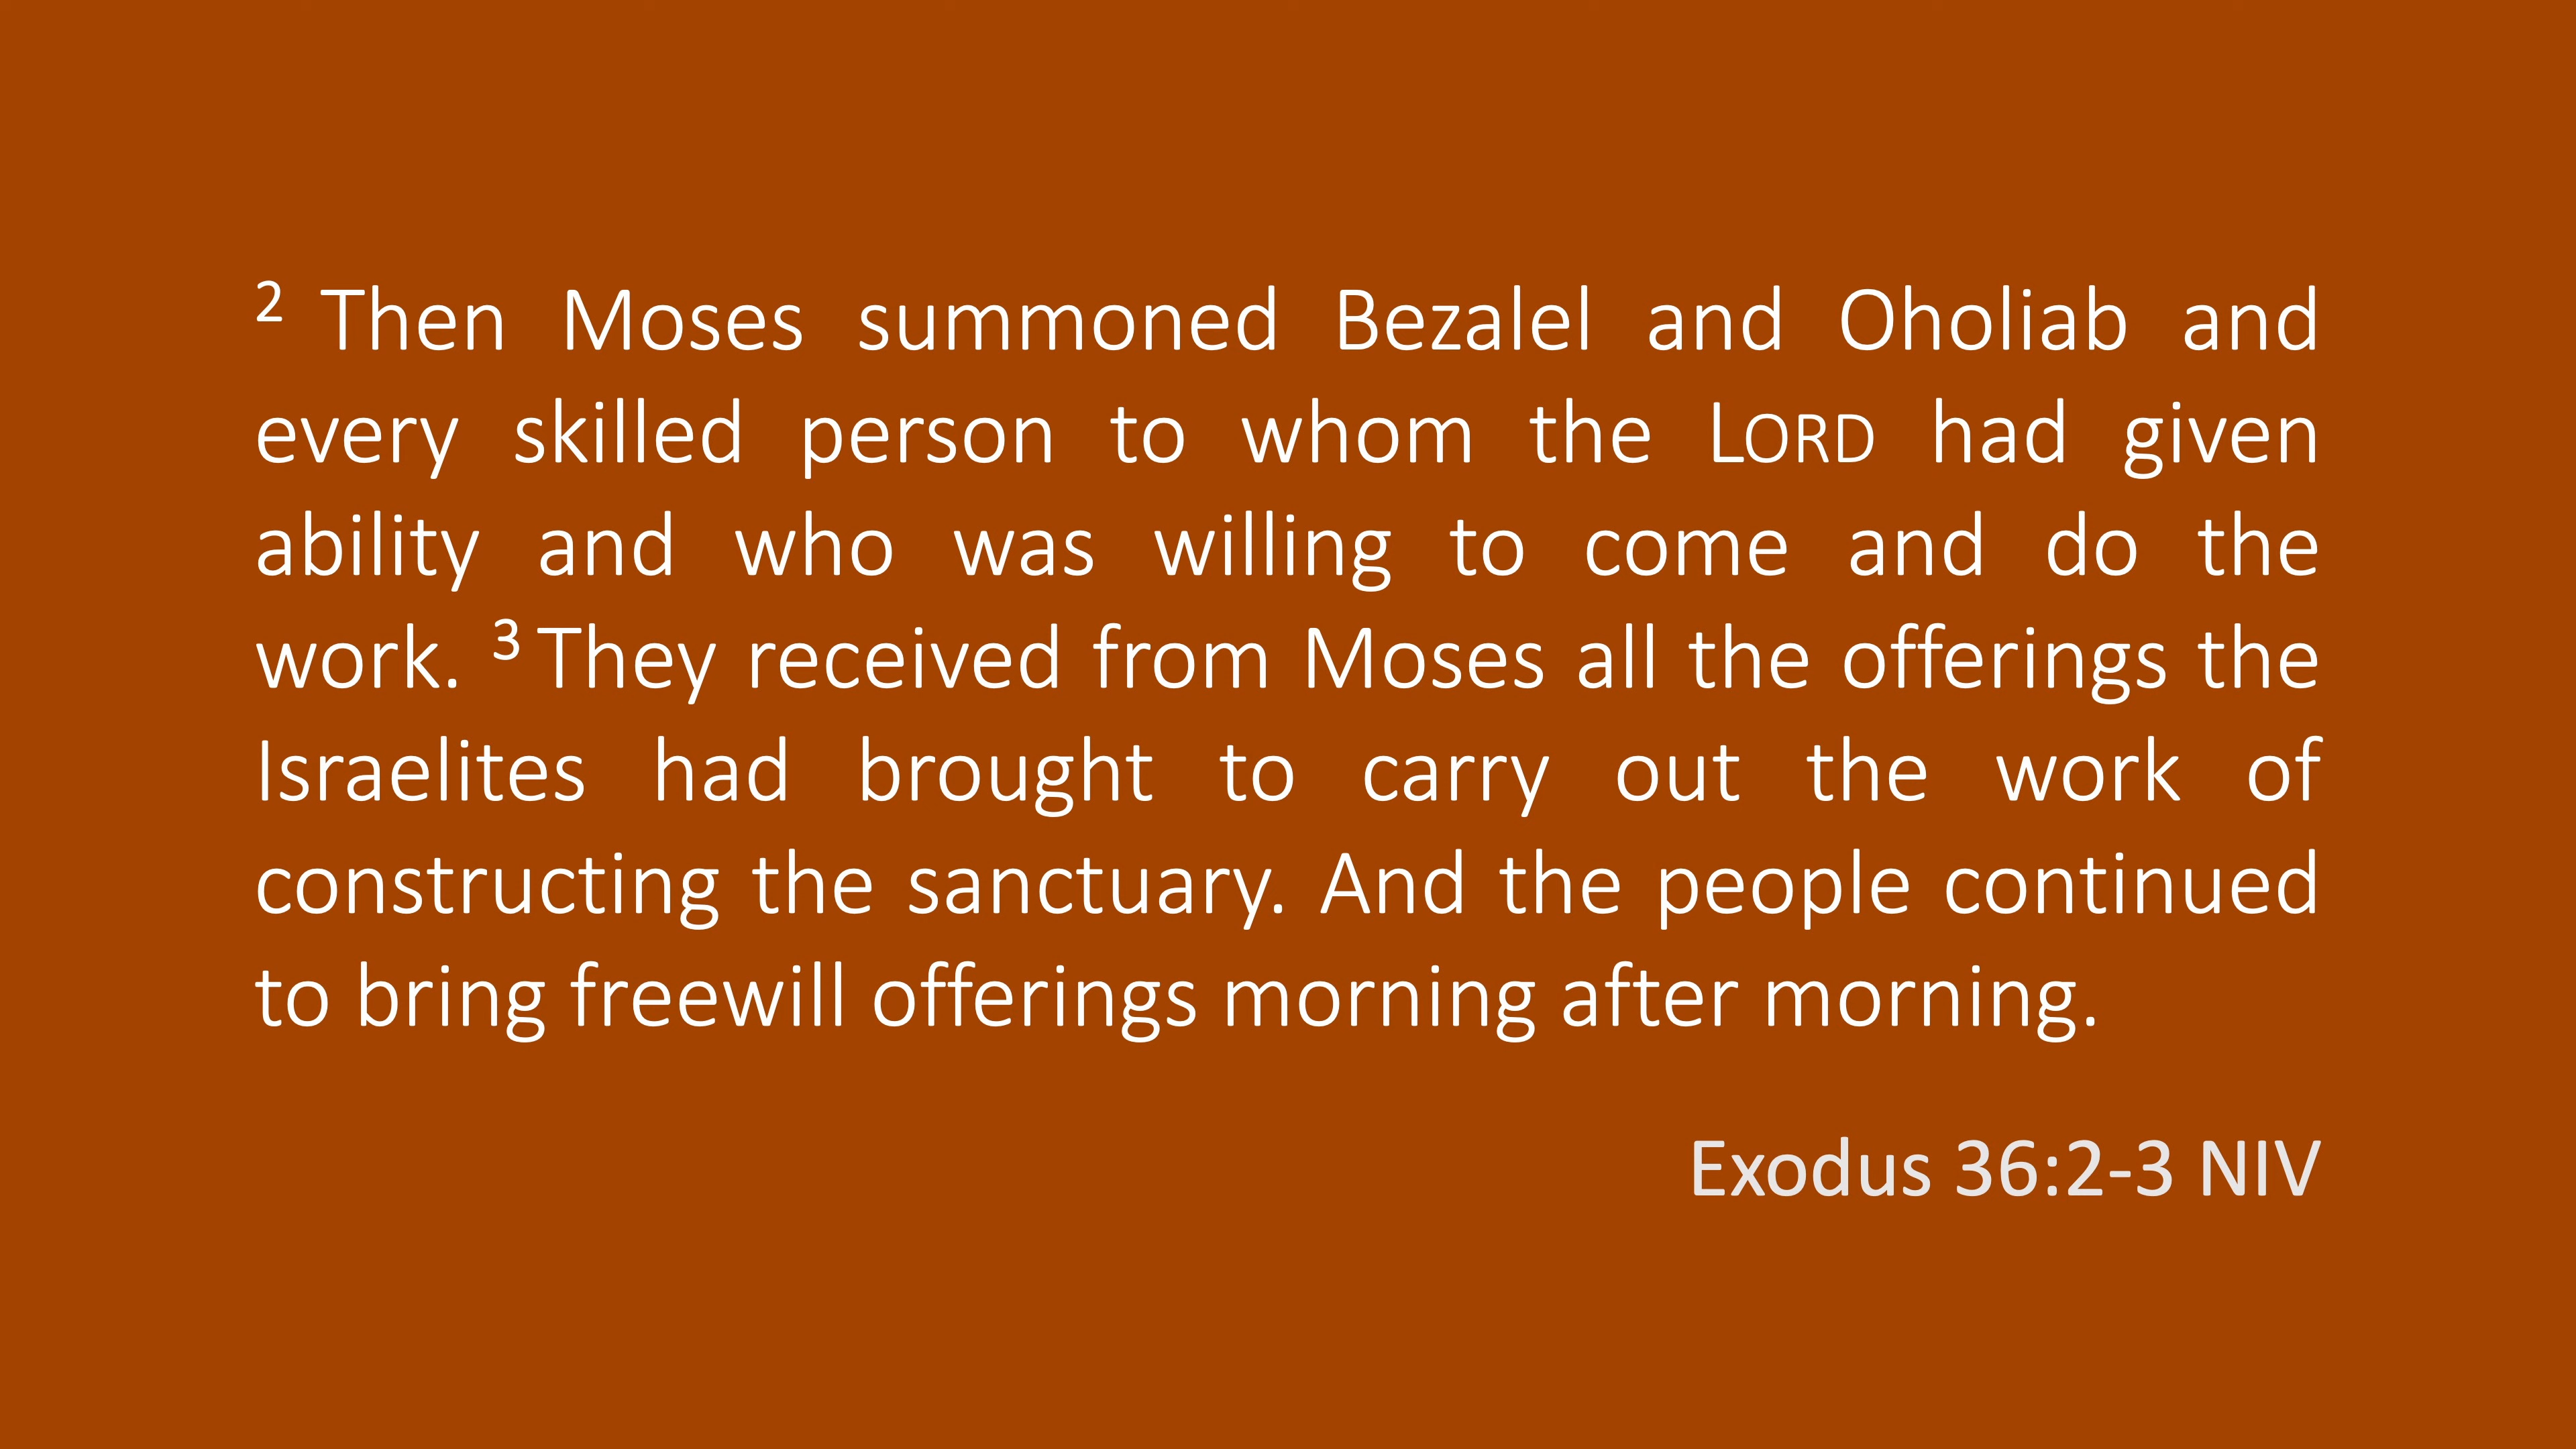 ² Then Moses summoned Bezalel and Oholiab and
every skilled person to whom the LORD had given
ability and who was willing to come and do the
work. ³ They received from Moses all the offerings the
Israelites had brought to carry out the work of
constructing the sanctuary. And the people continued
to bring freewill offerings morning after morning.
Exodus 36:2-3 NIV